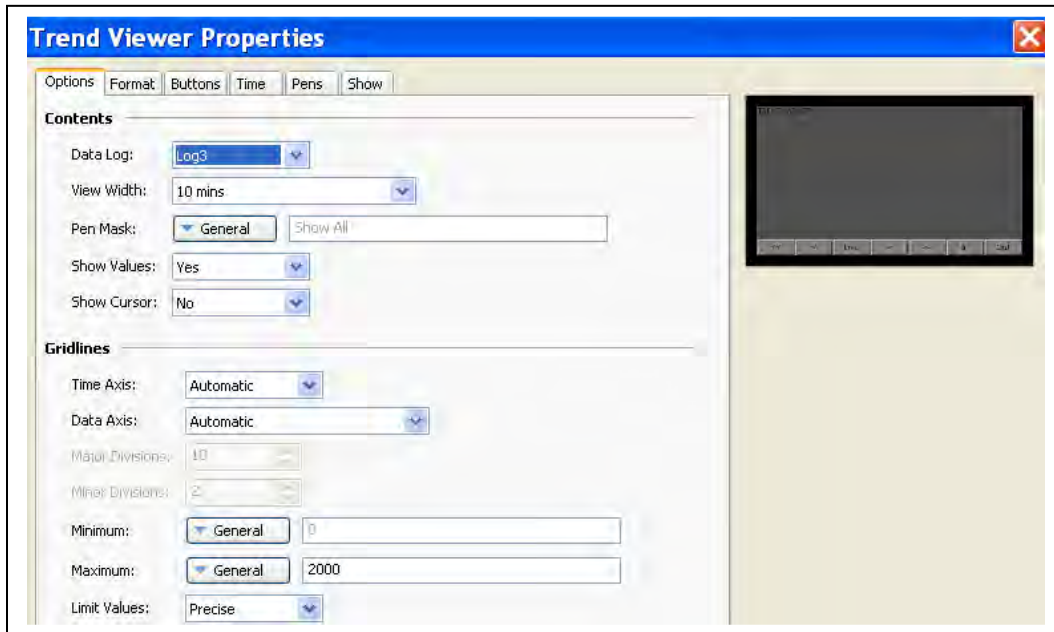 Trend Viewer Properties
Options Format Buttons Time Pens Show
Contents
Data Log: Log3
View Width: 10 mins
Pen Mask: General Show All
Show Values: Yes
Show Cursor: No
Gridlines
Time Axis: Automatic
Data Axis: Automatic
Major Divisions: 10
Minor Divisions: 2
Minimum: General 0
Maximum: General 2000
Limit Values: Precise